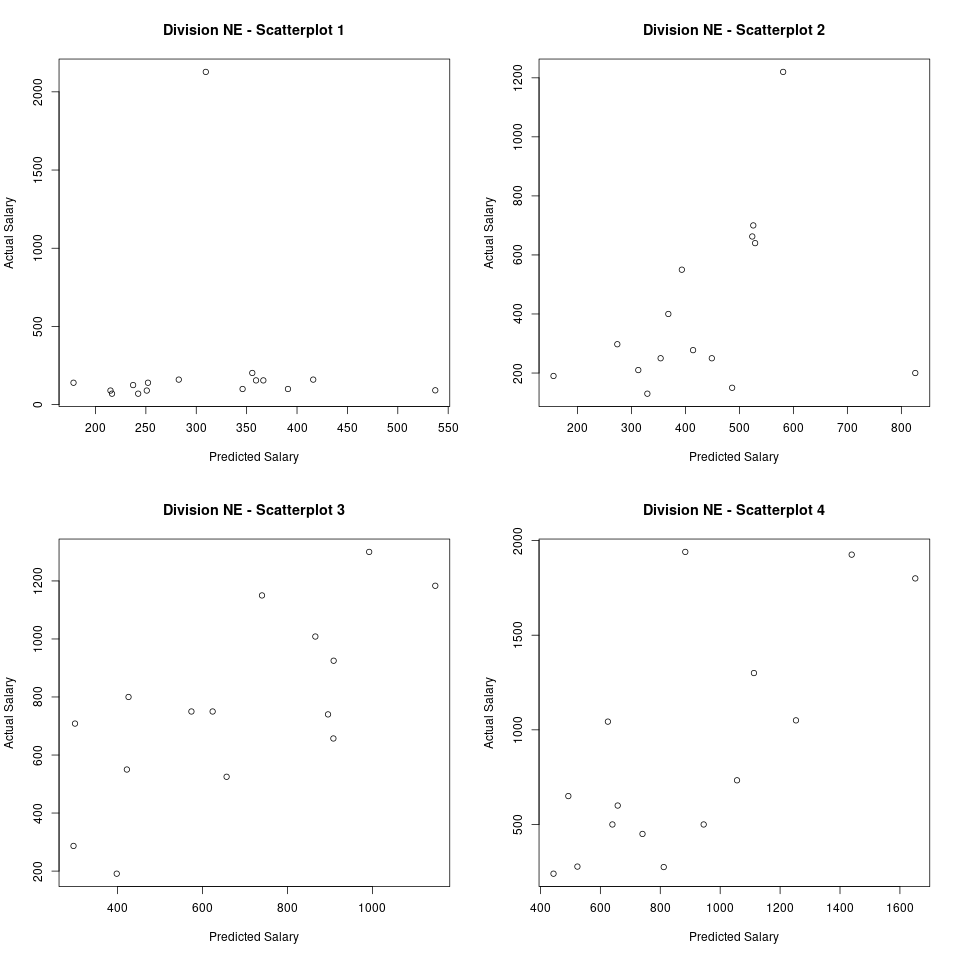 Division NE - Scatterplot 1
Actual Salary
2000
1500
1000
500
0
200 250 300 350 400 450 500 550
Predicted Salary
Division NE - Scatterplot 2
Actual Salary
1200
1000
800
600
400
200
200 300 400 500 600 700 800
Predicted Salary
Division NE - Scatterplot 3
Actual Salary
1200
1000
800
600
400
200
400 600 800 1000
Predicted Salary
Division NE - Scatterplot 4
Actual Salary
2000
1500
1000
500
400 600 800 1000 1200 1400 1600
Predicted Salary